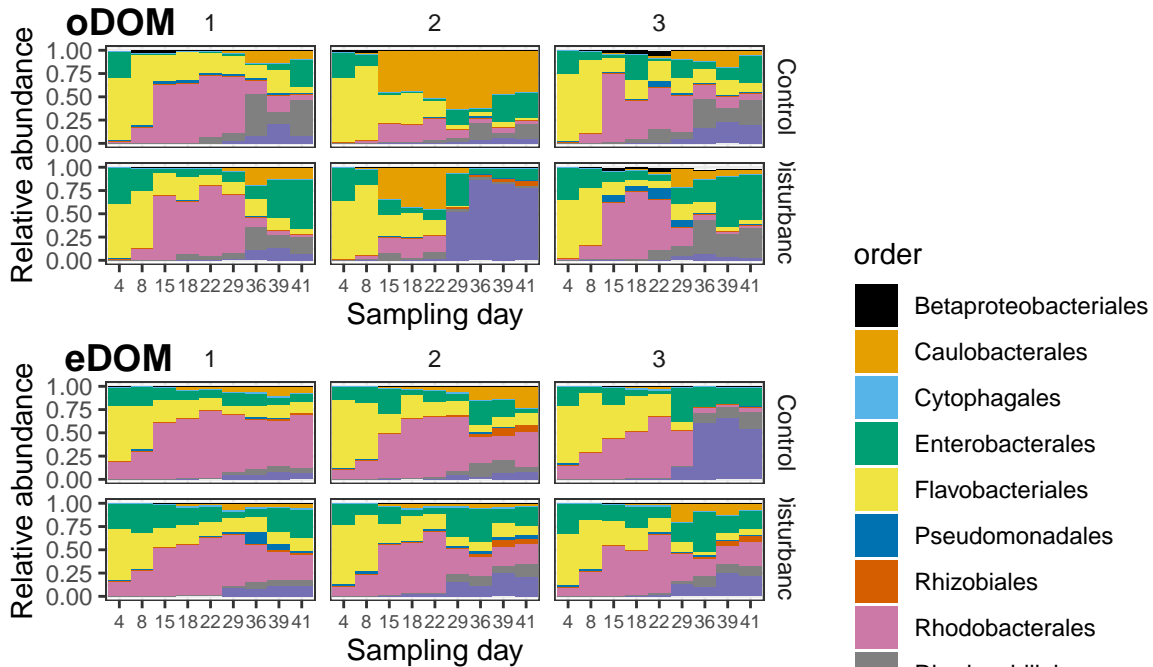 oDOM 1 2 3
Relative abundance
1.00
0.75
0.50
0.25
0.00
Control
1.00
0.75
0.50
0.25
0.00
isturbanc
4 8 15 18 22 29 36 39 41 4 8 15 18 22 29 36 39 41 4 8 15 18 22 29 36 39 41
Sampling day
eDOM 1 2 3
Relative abundance
1.00
0.75
0.50
0.25
0.00
Control
1.00
0.75
0.50
0.25
0.00
isturbanc
4 8 15 18 22 29 36 39 41 4 8 15 18 22 29 36 39 41 4 8 15 18 22 29 36 39 41
Sampling day
order
Betaproteobacteriales
Caulobacterales
Cytophagales
Enterobacterales
Flavobacteriales
Pseudomonadales
Rhizobiales
Rhodobacterales